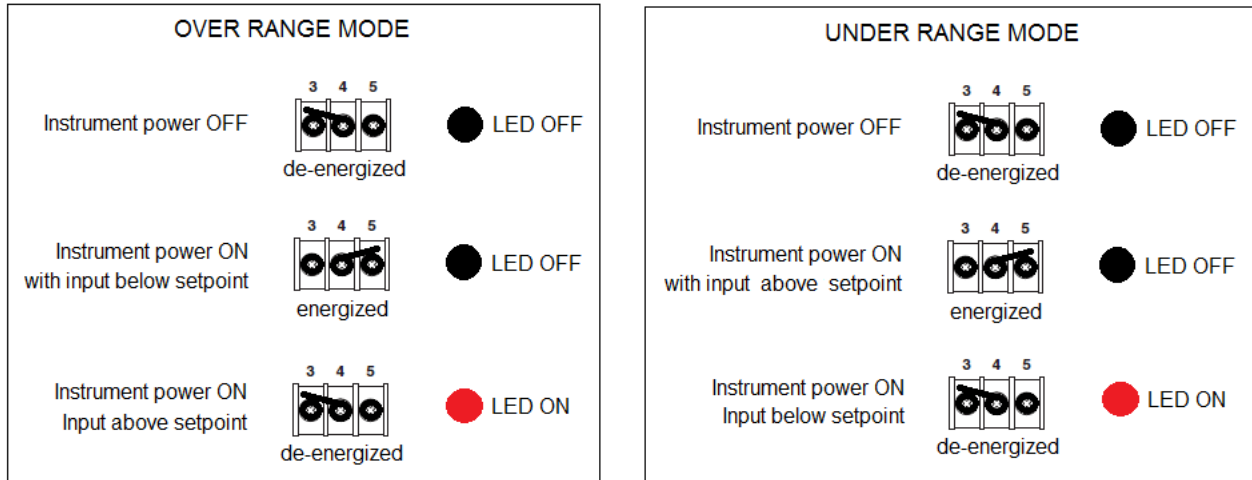 OVER RANGE MODE
Instrument power OFF
3 4 5
de-energized
LED OFF
Instrument power ON
with input below setpoint
3 4 5
energized
LED OFF
Instrument power ON
Input above setpoint
3 4 5
de-energized
LED ON
UNDER RANGE MODE
Instrument power OFF
3 4 5
de-energized
LED OFF
Instrument power ON
with input above setpoint
3 4 5
energized
LED OFF
Instrument power ON
Input below setpoint
3 4 5
de-energized
LED ON